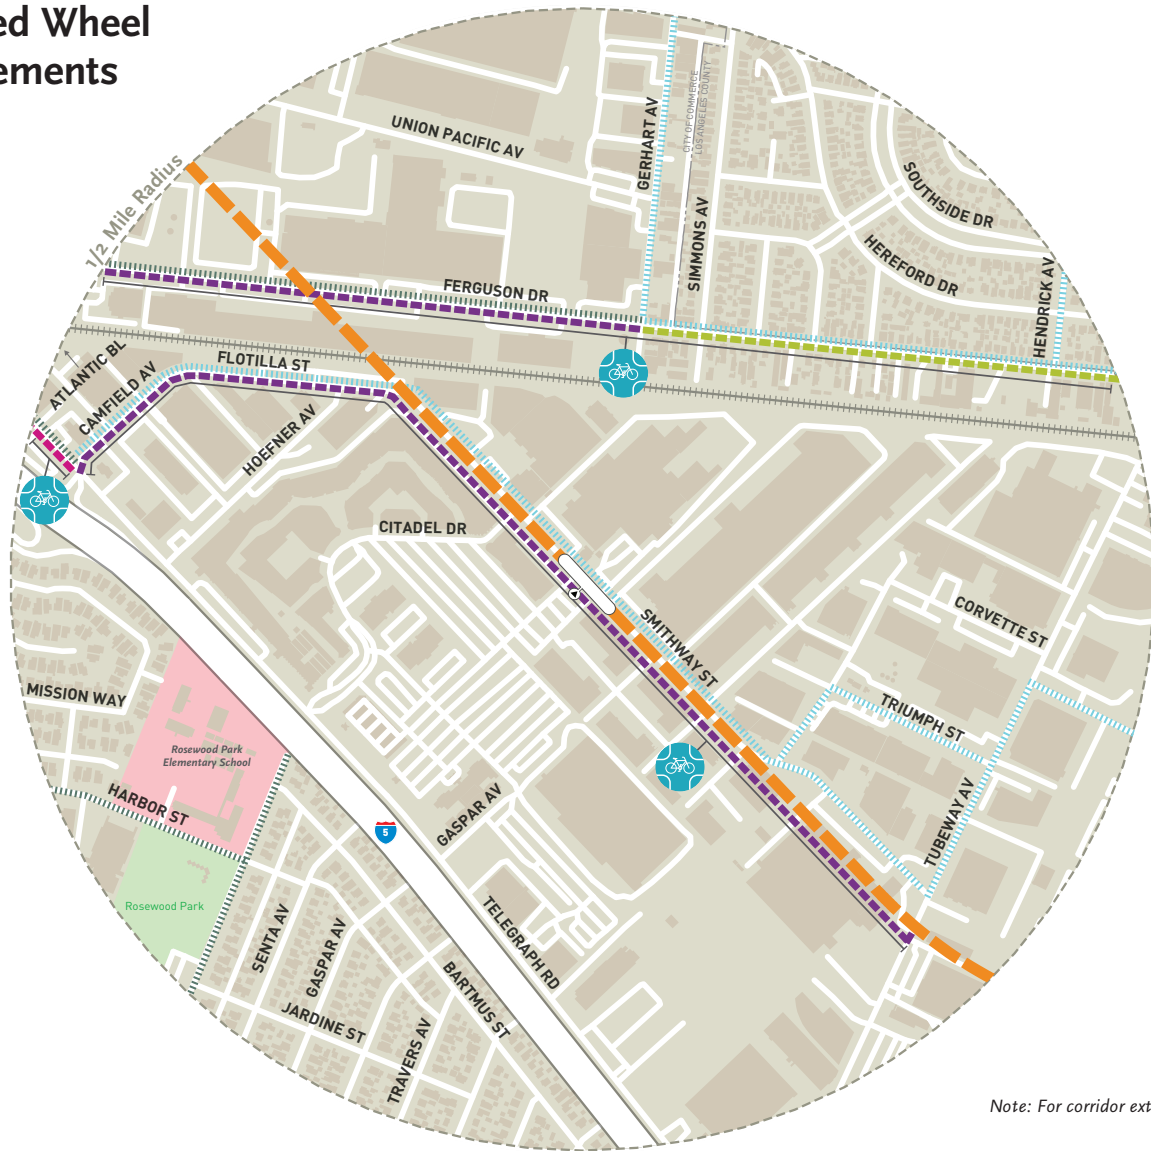 ed Wheel
ements
1/2 Mile Radius
UNION PACIFIC AV
GERHART AV
CITY OF COMMERCE
LOS ANGELES COUNTY
SIMMONS AV
SOUTHSIDE DR
HEREFORD DR
HENDRICK AV
FERGUSON DR
ATLANTIC BL
CAMFIELD AV
FLOTILLA ST
HOEFNER AV
CITADEL DR
SMITHWAY ST
CORVETTE ST
TRIUMPH ST
TUBEWAY AV
MISSION WAY
Rosewood Park
Elementary School
HARBOR ST
Rosewood Park
5
GASPAR AV
TELEGRAPH RD
SENTA AV
GASPAR AV
BARTMUS ST
JARDINE ST
TRAVERS AV
Note: For corridor ext